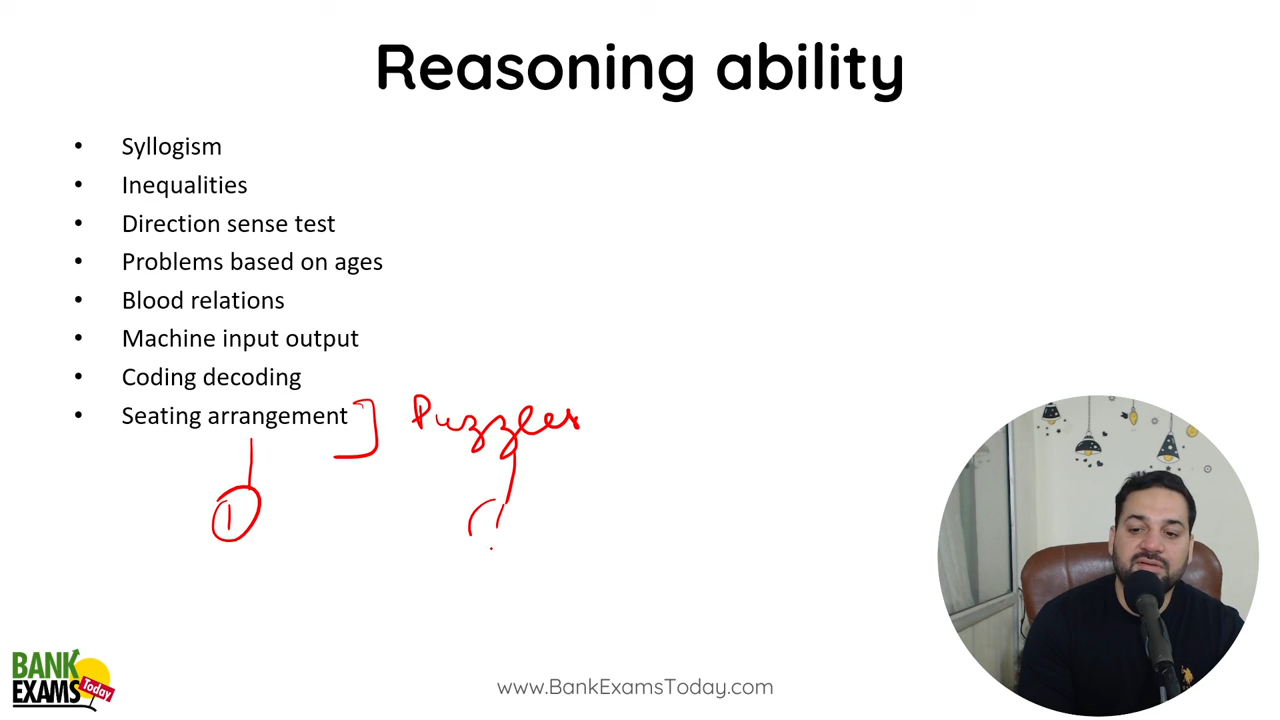 Reasoning ability
• Syllogism
• Inequalities
• Direction sense test
• Problems based on ages
• Blood relations
• Machine input output
• Coding decoding
• Seating arrangement
Puzzles
1
BANK
EXAMS
Today
www.BankExamsToday.com